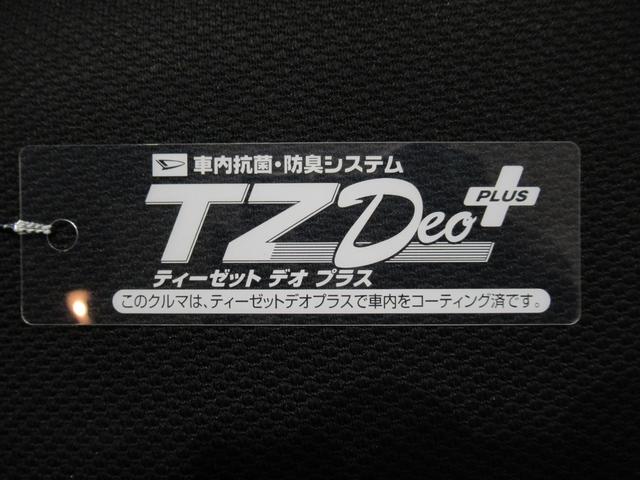 車内抗菌・防臭システム
TZDeo PLUS
ティーゼット デオ プラス
このクルマは、ティーゼットデオプラスで車内をコーティング済です。